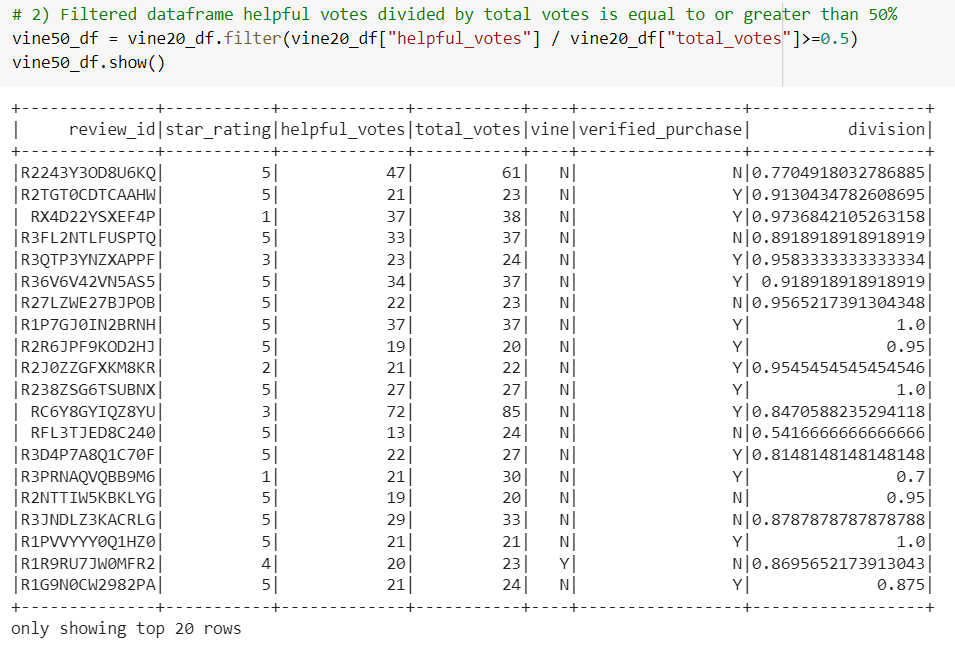 # 2) Filtered dataframe helpful votes divided by total votes is equal to or greater than 50%
vine50_df = vine20_df.filter(vine20_df["helpful_votes"] / vine20_df["total_votes"]>=0.5)
vine50_df.show()
+--------------+-----------+-------------+-----------+----+-----------------+------------------+
|     review_id|star_rating|helpful_votes|total_votes|vine|verified_purchase|          division|
+--------------+-----------+-------------+-----------+----+-----------------+------------------+
|R2243Y3OD8U6KQ|          5|           47|         61|   N|                N|0.7704918032786885|
|R2TGT0CDTCAAHW|          5|           21|         23|   N|                Y|0.9130434782608695|
| RX4D22YSXEF4P|          1|           37|         38|   N|                Y|0.9736842105263158|
|R3FL2NTLFUSPTQ|          5|           33|         37|   N|                N|0.8918918918918919|
|R3QTP3YNZXAPPF|          3|           23|         24|   N|                Y|0.9583333333333334|
|R36V6V42VN5AS5|          5|           34|         37|   N|                Y| 0.918918918918919|
|R27LZWE27BJPOB|          5|           22|         23|   N|                N|0.9565217391304348|
|R1P7GJ0IN2BRNH|          5|           37|         37|   N|                Y|               1.0|
|R2R6JPF9KOD2HJ|          5|           19|         20|   N|                Y|              0.95|
|R2J0ZZGFXKM8KR|          2|           21|         22|   N|                Y|0.9545454545454546|
|R238ZSG6TSUBNX|          5|           27|         27|   N|                Y|               1.0|
| RC6Y8GYIQZ8YU|          3|           72|         85|   N|                Y|0.8470588235294118|
| RFL3TJED8C240|          5|           13|         24|   N|                N|0.5416666666666666|
|R3D4P7A8Q1C70F|          5|           22|         27|   N|                Y|0.8148148148148148|
|R3PRNAQVQBB9M6|          1|           21|         30|   N|                Y|               0.7|
|R2NTTIW5KBKLYG|          5|           19|         20|   N|                N|              0.95|
|R3JNDLZ3KACRLG|          5|           29|         33|   N|                N|0.8787878787878788|
|R1PVVYYY0Q1HZ0|          5|           21|         21|   N|                Y|               1.0|
|R1R9RU7JW0MFR2|          4|           20|         23|   Y|                N|0.8695652173913043|
|R1G9N0CW2982PA|          5|           21|         24|   N|                Y|             0.875|
+--------------+-----------+-------------+-----------+----+-----------------+------------------+
only showing top 20 rows